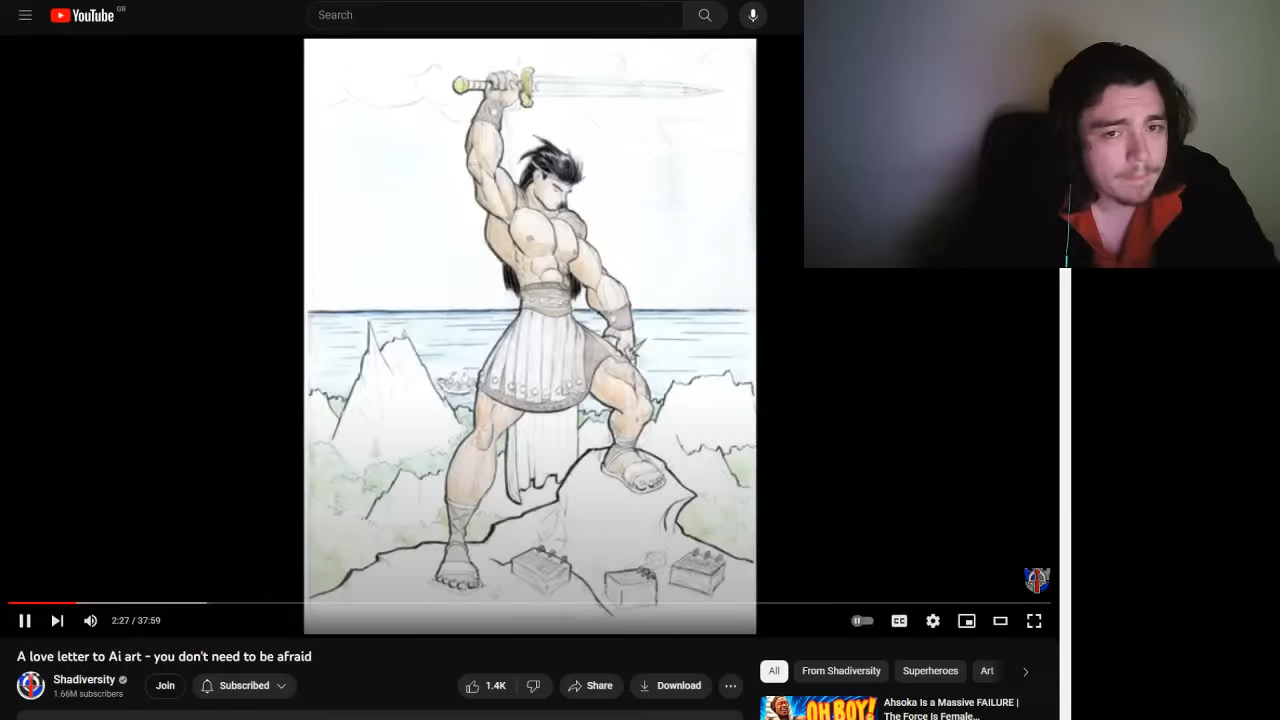 YouTube GB
Search
2:27 / 37:59
CC
A love letter to Ai art - you don't need to be afraid
Shadiversity
1.66M subscribers
Join
Subscribed
1.4K
Share
Download
All
From Shadiversity
Superheroes
Art
OH BOY!
Ahsoka Is a Massive FAILURE |
The Force Is Female...